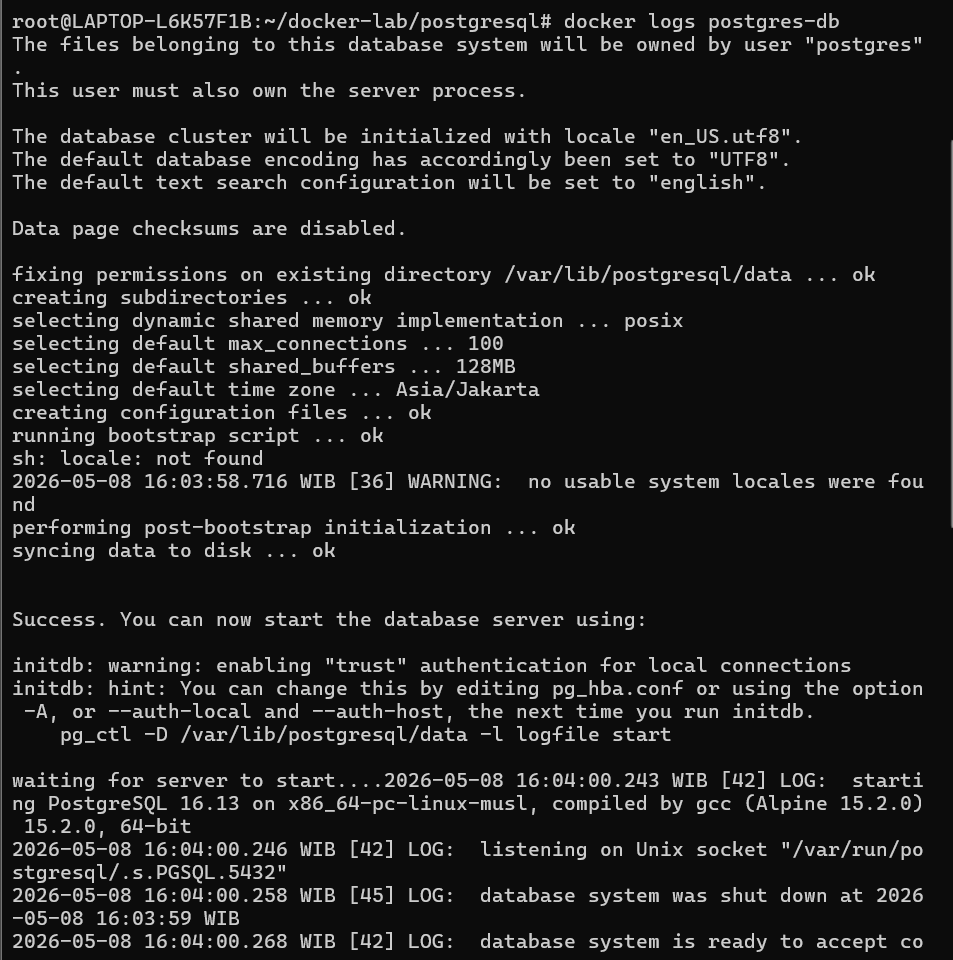 root@LAPTOP-L6K57F1B:~/docker-lab/postgresql# docker logs postgres-db
The files belonging to this database system will be owned by user "postgres"
.
This user must also own the server process.
The database cluster will be initialized with locale "en_US.utf8".
The default database encoding has accordingly been set to "UTF8".
The default text search configuration will be set to "english".
Data page checksums are disabled.
fixing permissions on existing directory /var/lib/postgresql/data ... ok
creating subdirectories ... ok
selecting dynamic shared memory implementation ... posix
selecting default max_connections ... 100
selecting default shared_buffers ... 128MB
selecting default time zone ... Asia/Jakarta
creating configuration files ... ok
running bootstrap script ... ok
sh: locale: not found
2026-05-08 16:03:58.716 WIB [36] WARNING:  no usable system locales were fou
nd
performing post-bootstrap initialization ... ok
syncing data to disk ... ok
Success. You can now start the database server using:
initdb: warning: enabling "trust" authentication for local connections
initdb: hint: You can change this by editing pg_hba.conf or using the option
 -A, or --auth-local and --auth-host, the next time you run initdb.
    pg_ctl -D /var/lib/postgresql/data -l logfile start
waiting for server to start....2026-05-08 16:04:00.243 WIB [42] LOG:  starti
ng PostgreSQL 16.13 on x86_64-pc-linux-musl, compiled by gcc (Alpine 15.2.0)
 15.2.0, 64-bit
2026-05-08 16:04:00.246 WIB [42] LOG:  listening on Unix socket "/var/run/po
stgresql/.s.PGSQL.5432"
2026-05-08 16:04:00.258 WIB [45] LOG:  database system was shut down at 2026
-05-08 16:03:59 WIB
2026-05-08 16:04:00.268 WIB [42] LOG:  database system is ready to accept co